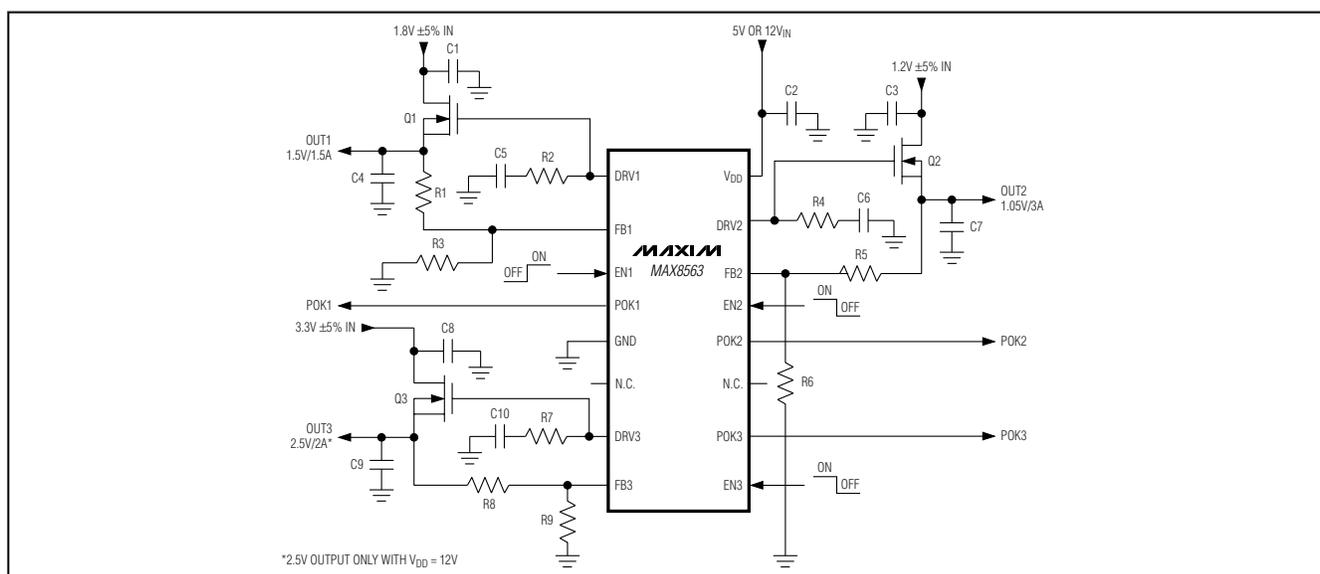 1.8V ±5% IN
C1
5V OR 12VIN
1.2V ±5% IN
C2
C3
Q1
Q2
OUT1
1.5V/1.5A
C4
R1
C5
R2
DRV1
VDD
OUT2
1.05V/3A
R4
C6
C7
DRV2
R3
FB1
MAXIM
MAX8563
FB2
R5
ON
OFF
EN1
EN2
ON
OFF
POK1
POK1
3.3V ±5% IN
C8
GND
POK2
POK2
N.C.
N.C.
R6
Q3
OUT3
2.5V/2A*
C9
C10
R7
DRV3
POK3
POK3
R8
FB3
EN3
ON
OFF
R9
*2.5V OUTPUT ONLY WITH VDD = 12V